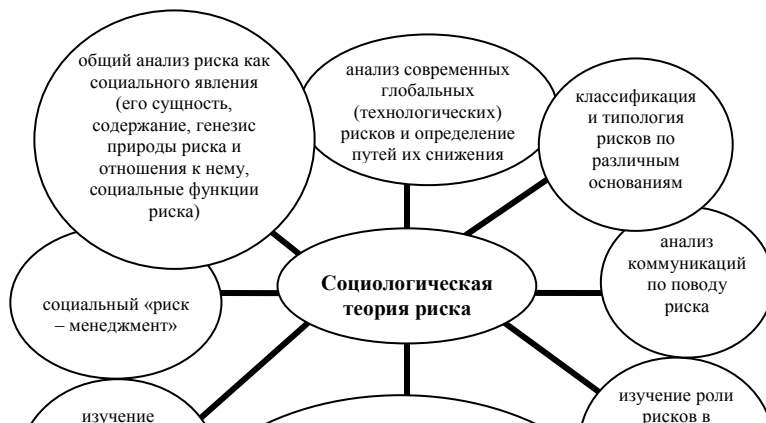 общий анализ риска как
социального явления
(его сущность,
содержание, генезис
природы риска и
отношения к нему,
социальные функции
риска)
анализ современных
глобальных
(технологических)
рисков и определение
путей их снижения
классификация
и типология
рисков по
различным
основаниям
социальный «риск
– менеджмент»
Социологическая
теория риска
анализ
коммуникаций
по поводу
риска
изучение
изучение роли
рисков в